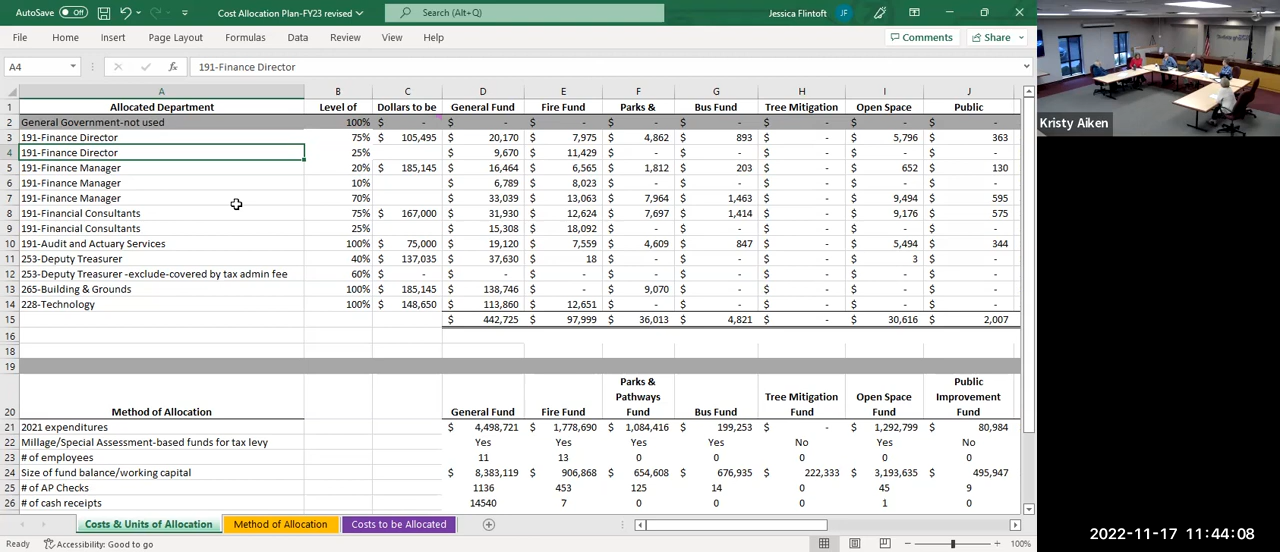 AutoSave Off Cost Allocation Plan-FY23 revised Search (Alt+Q) Jessica Flintoft JF
File Home Insert Page Layout Formulas Data Review View Help Comments Share
A4 fx 191-Finance Director
A B C D E F G H I J
1 Allocated Department Level of Dollars to be General Fund Fire Fund Parks & Bus Fund Tree Mitigation Open Space Public
2 General Government-not used 100% $ - $ - $ - $ - $ - $ - $ - $ -
3 191-Finance Director 75% $ 105,495 $ 20,170 $ 7,975 $ 4,862 $ 893 $ - $ 5,796 $ 363
4 191-Finance Director 25% $ 9,670 $ 11,429 $ - $ - $ - $ - $ -
5 191-Finance Manager 20% $ 185,145 $ 16,464 $ 6,565 $ 1,812 $ 203 $ - $ 652 $ 130
6 191-Finance Manager 10% $ 6,789 $ 8,023 $ - $ - $ - $ - $ -
7 191-Finance Manager 70% $ 33,039 $ 13,063 $ 7,964 $ 1,463 $ - $ 9,494 $ 595
8 191-Financial Consultants 75% $ 167,000 $ 31,930 $ 12,624 $ 7,697 $ 1,414 $ - $ 9,176 $ 575
9 191-Financial Consultants 25% $ 15,308 $ 18,092 $ - $ - $ - $ - $ -
10 191-Audit and Actuary Services 100% $ 75,000 $ 19,120 $ 7,559 $ 4,609 $ 847 $ - $ 5,494 $ 344
11 253-Deputy Treasurer 40% $ 137,035 $ 37,630 $ 18 $ - $ - $ - $ 3 $ -
12 253-Deputy Treasurer -exclude-covered by tax admin fee 60% $ - $ - $ - $ - $ - $ - $ - $ -
13 265-Building & Grounds 100% $ 185,145 $ 138,746 $ - $ 9,070 $ - $ - $ - $ -
14 228-Technology 100% $ 148,650 $ 113,860 $ 12,651 $ - $ - $ - $ - $ -
15 $ 442,725 $ 97,999 $ 36,013 $ 4,821 $ - $ 30,616 $ 2,007
16
18
19
20 Method of Allocation General Fund Fire Fund Parks & Pathways Fund Bus Fund Tree Mitigation Fund Open Space Fund Public Improvement Fund
21 2021 expenditures $ 4,498,721 $ 1,778,690 $ 1,084,416 $ 199,253 $ - $ 1,292,799 $ 80,984
22 Millage/Special Assessment-based funds for tax levy Yes Yes Yes Yes No Yes No
23 # of employees 11 13 0 0 0 0 0
24 Size of fund balance/working capital $ 8,383,119 $ 906,868 $ 654,608 $ 676,935 $ 222,333 $ 3,193,635 $ 495,947
25 # of AP Checks 1136 453 125 14 0 45 9
26 # of cash receipts 14540 7 0 0 0 1 0
Costs & Units of Allocation Method of Allocation Costs to be Allocated
Ready Accessibility: Good to go 100%
Kristy Aiken
2022-11-17 11:44:08